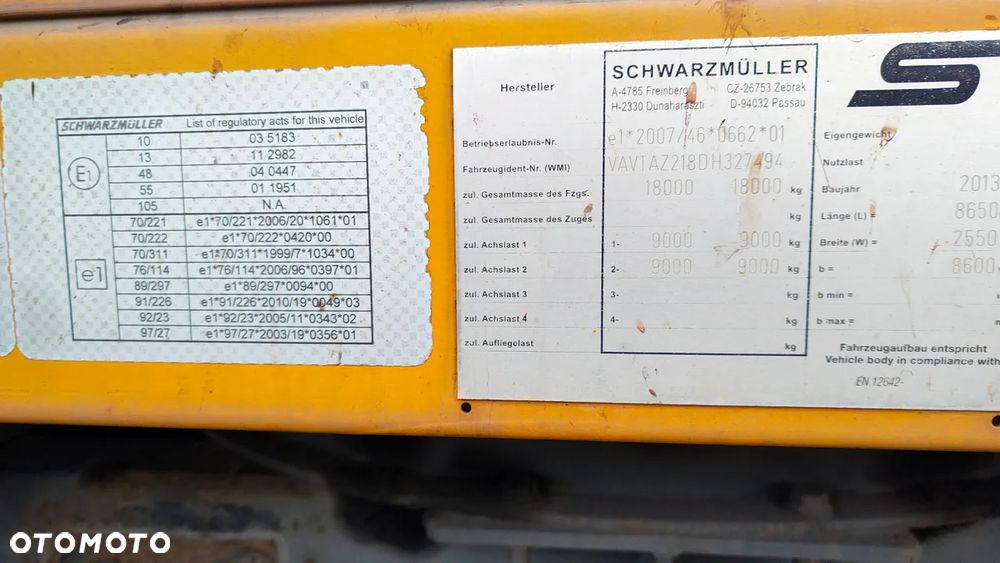 SCHWARZMÜLLER List of regulatory acts for this vehicle
E1
10 03 5183
13 11 2982
48 04 0447
55 01 1951
105 N.A.
e1
70/221 e1*70/221*2006/20*1061*01
70/222 e1*70/222*0420*00
70/311 e1*70/311*1999/7*1034*00
76/114 e1*76/114*2006/96*0397*01
89/297 e1*89/297*0094*00
91/226 e1*91/226*2010/19*0049*03
92/23 e1*92/23*2005/11*0343*02
97/27 e1*97/27*2003/19*0356*01
Hersteller
SCHWARZMÜLLER
A-4785 Freinberg CZ-26753 Zebrak
H-2330 Dunaharaszti D-94032 Passau
Betriebserlaubnis-Nr. e1*2007/46*0662*01
Fahrzeugident-Nr. (WMI) VAVTAZ218DH327494
zul. Gesamtmasse des Fzgs. 18000 18000 kg
zul. Gesamtmasse des Zuges kg
zul. Achslast 1 1- 9000 9000 kg
zul. Achslast 2 2- 9000 9000 kg
zul. Achslast 3 3- kg
zul. Achslast 4 4- kg
zul. Aufliegelast kg
Eigengewicht
Nutzlast
Baujahr 2013
Länge (L) = 8650
Breite (W) = 2550
b = 8600
b min =
b max =
Fahrzeugaufbau entspricht
Vehicle body in compliance with
EN 12642-
OTOMOTO